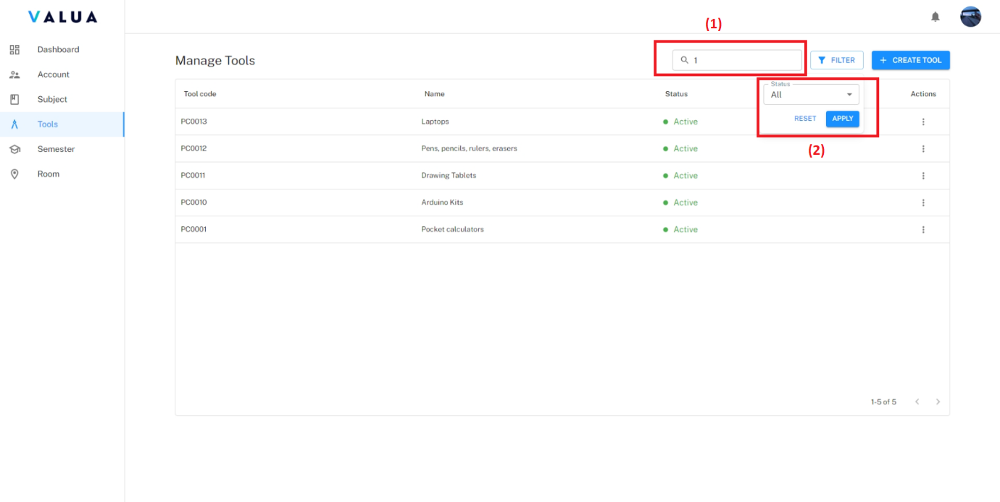 VALUA
(1)
Dashboard
Account
Subject
Tools
Semester
Room
Manage Tools
1
FILTER
+ CREATE TOOL
Tool code Name Status Actions
Status
All
RESET APPLY
(2)
PC0013 Laptops Active
PC0012 Pens, pencils, rulers, erasers Active
PC0011 Drawing Tablets Active
PC0010 Arduino Kits Active
PC0001 Pocket calculators Active
1-5 of 5